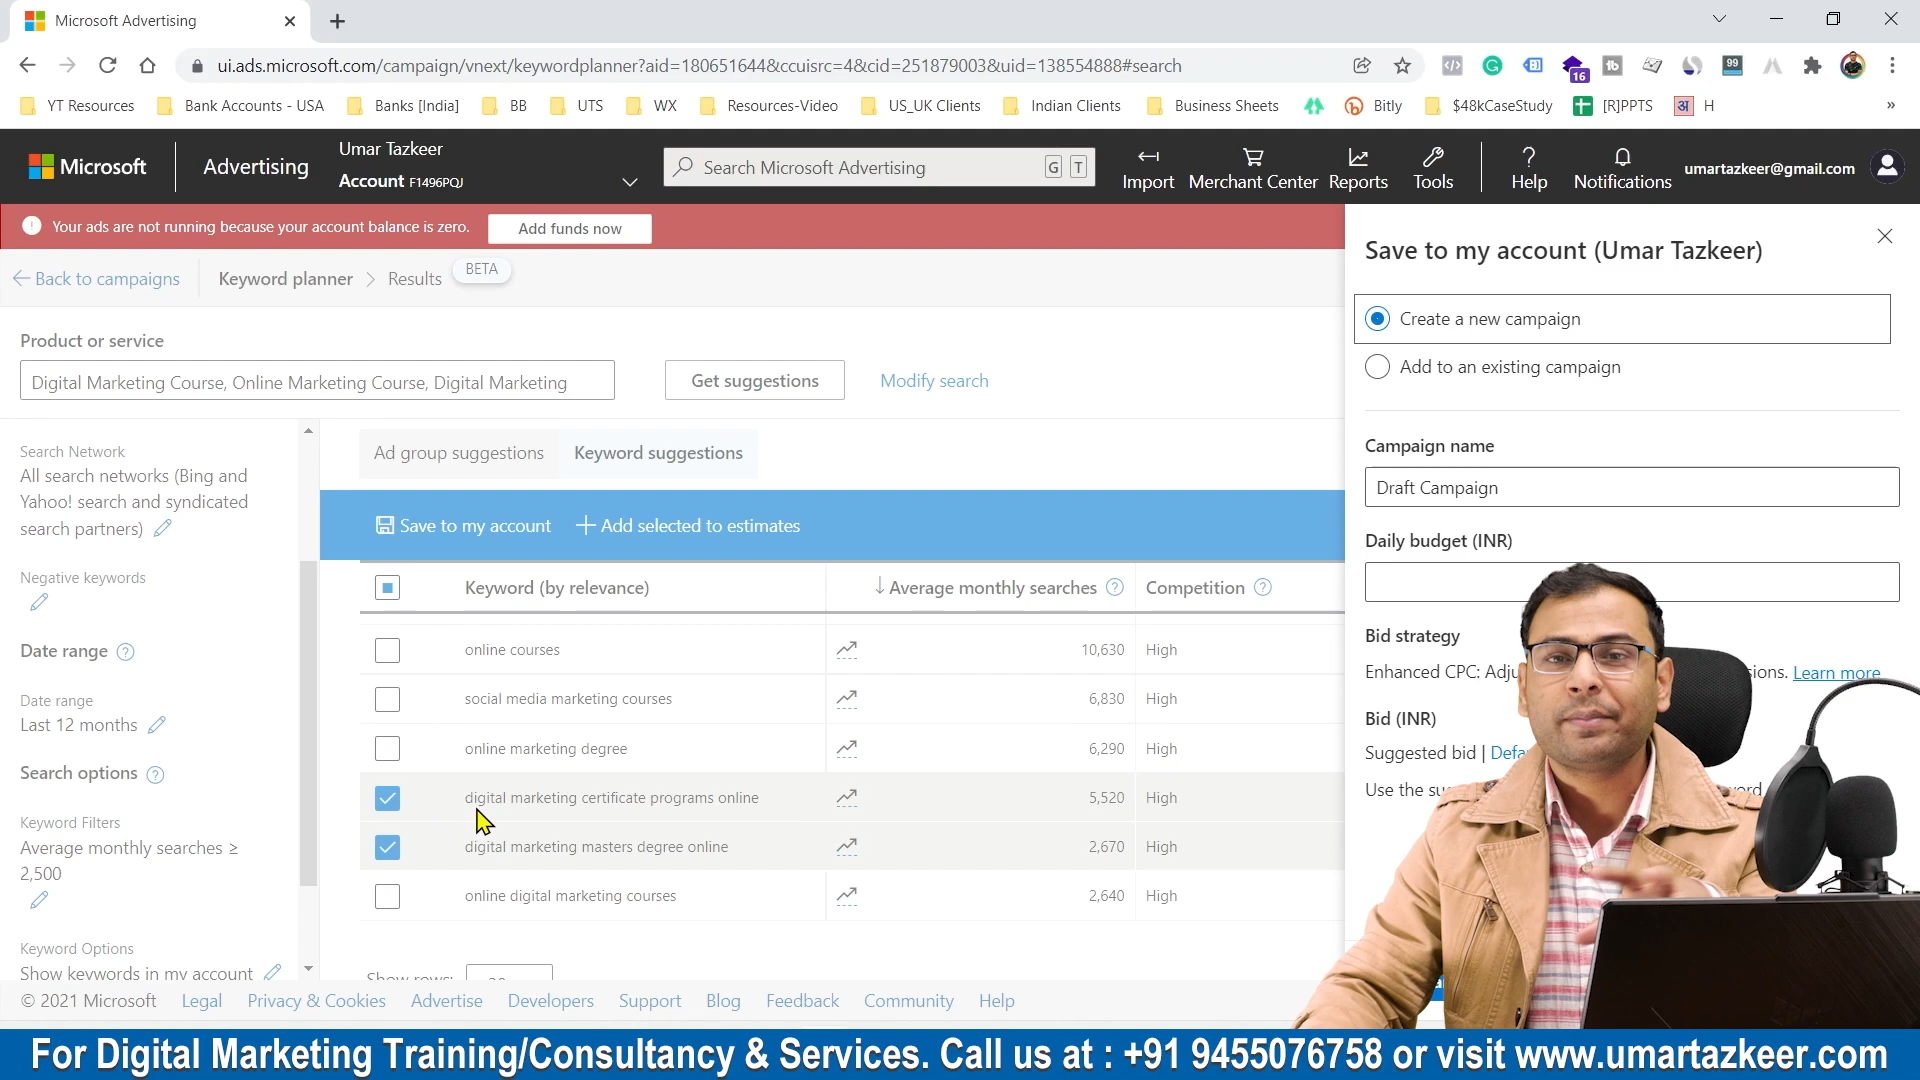 Microsoft Advertising
ui.ads.microsoft.com/campaign/vnext/keywordplanner?aid=180651644&ccuisrc=4&cid=251879003&uid=138554888#search
16
99
YT Resources
Bank Accounts - USA
Banks [India]
BB
UTS
WX
Resources-Video
US_UK Clients
Indian Clients
Business Sheets
Bitly
$48kCaseStudy
[R]PPTS
अ
H
»
Microsoft
Advertising
Umar Tazkeer
Account F1496PQJ
Search Microsoft Advertising
G
T
Import
Merchant Center
Reports
Tools
Help
Notifications
umartazkeer@gmail.com
Your ads are not running because your account balance is zero.
Add funds now
Back to campaigns
Keyword planner
Results
BETA
Product or service
Digital Marketing Course, Online Marketing Course, Digital Marketing
Get suggestions
Modify search
Search Network
All search networks (Bing and
Yahoo! search and syndicated
search partners)
Negative keywords
Date range
Date range
Last 12 months
Search options
Keyword Filters
Average monthly searches ≥
2,500
Keyword Options
Show keywords in my account
Ad group suggestions
Keyword suggestions
Save to my account
Add selected to estimates
Keyword (by relevance)
Average monthly searches
Competition
online courses 10,630 High
social media marketing courses 6,830 High
online marketing degree 6,290 High
digital marketing certificate programs online 5,520 High
digital marketing masters degree online 2,670 High
online digital marketing courses 2,640 High
Show rows:
Save to my account (Umar Tazkeer)
Create a new campaign
Add to an existing campaign
Campaign name
Draft Campaign
Daily budget (INR)
Bid strategy
Enhanced CPC: Learn more
Bid (INR)
Suggested bid |
Use the
© 2021 Microsoft
Legal
Privacy & Cookies
Advertise
Developers
Support
Blog
Feedback
Community
Help
For Digital Marketing Training/Consultancy & Services. Call us at : +91 9455076758 or visit www.umartazkeer.com